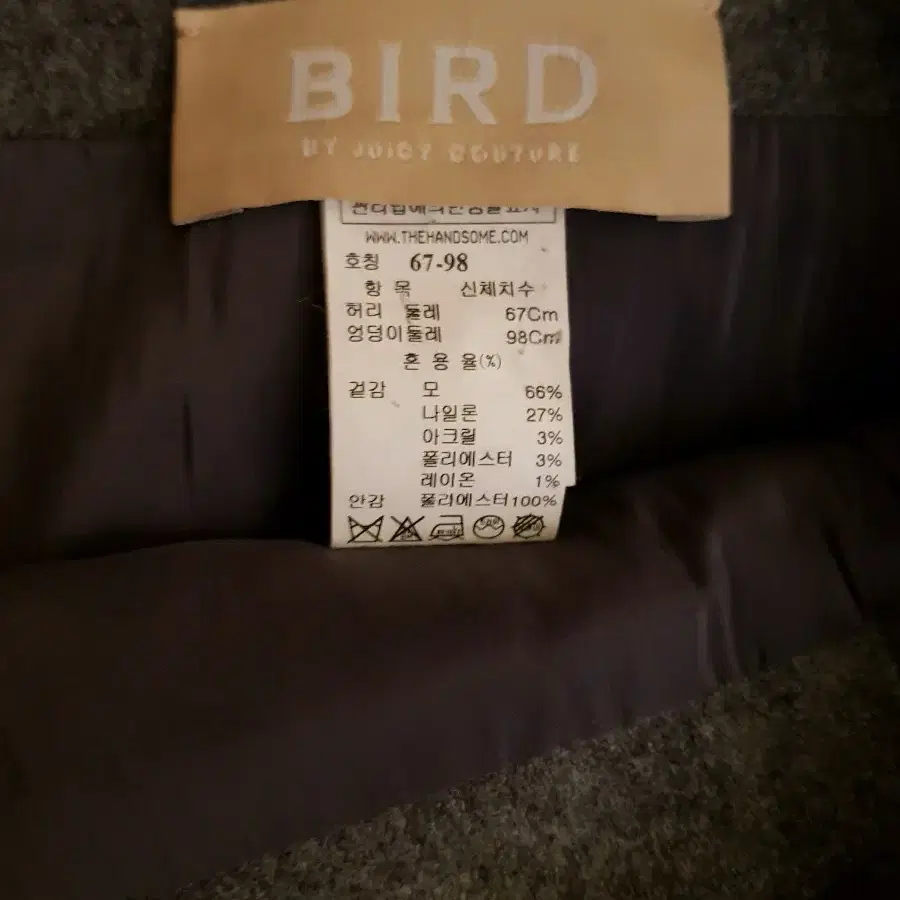 BIRD
BY JUICY COUTURE
WWW.THEHANDSOME.COM
호칭 67-98
항 목 신체치수
허리 둘레 67Cm
엉덩이둘레 98Cm
혼 용 율(%)
겉감 모 66%
나일론 27%
아크릴 3%
폴리에스터 3%
레이온 1%
안감 폴리에스터100%